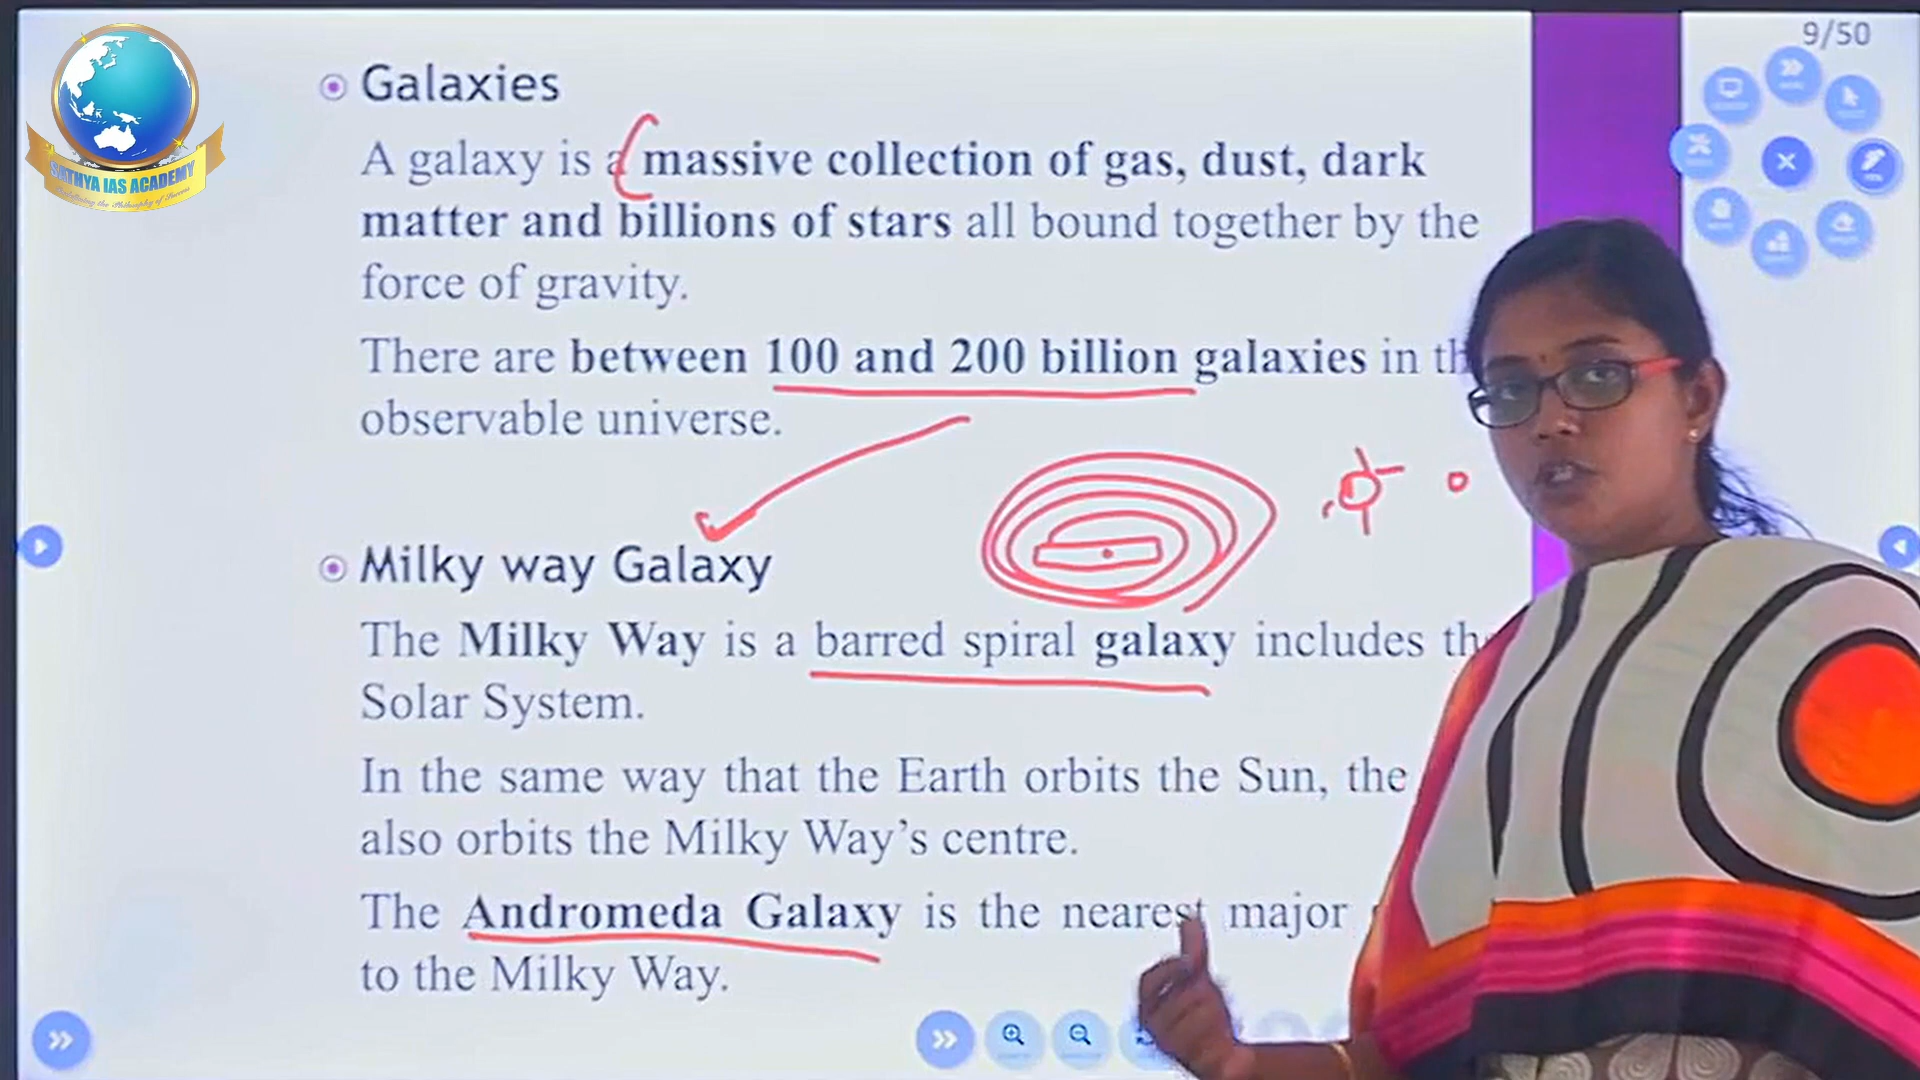 9/50
SATHYA IAS ACADEMY
Galaxies
A galaxy is a massive collection of gas, dust, dark
matter and billions of stars all bound together by the
force of gravity.
There are between 100 and 200 billion galaxies in th
observable universe.
Milky way Galaxy
The Milky Way is a barred spiral galaxy includes the
Solar System.
In the same way that the Earth orbits the Sun, the
also orbits the Milky Way's centre.
The Andromeda Galaxy is the nearest major
to the Milky Way.